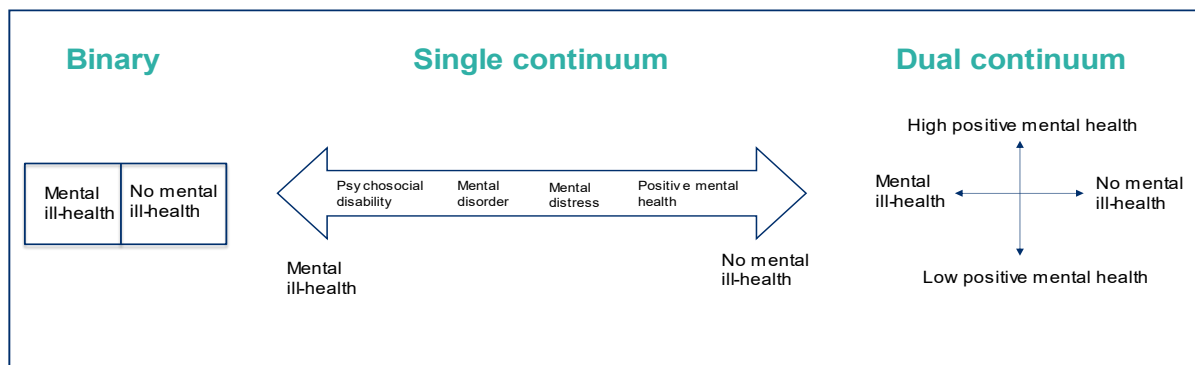 Binary
Single continuum
Dual continuum
Mental
ill-health
No mental
ill-health
Psychosocial
disability
Mental
disorder
Mental
distress
Positive mental
health
Mental
ill-health
No mental
ill-health
High positive mental health
Mental
ill-health
No mental
ill-health
Low positive mental health